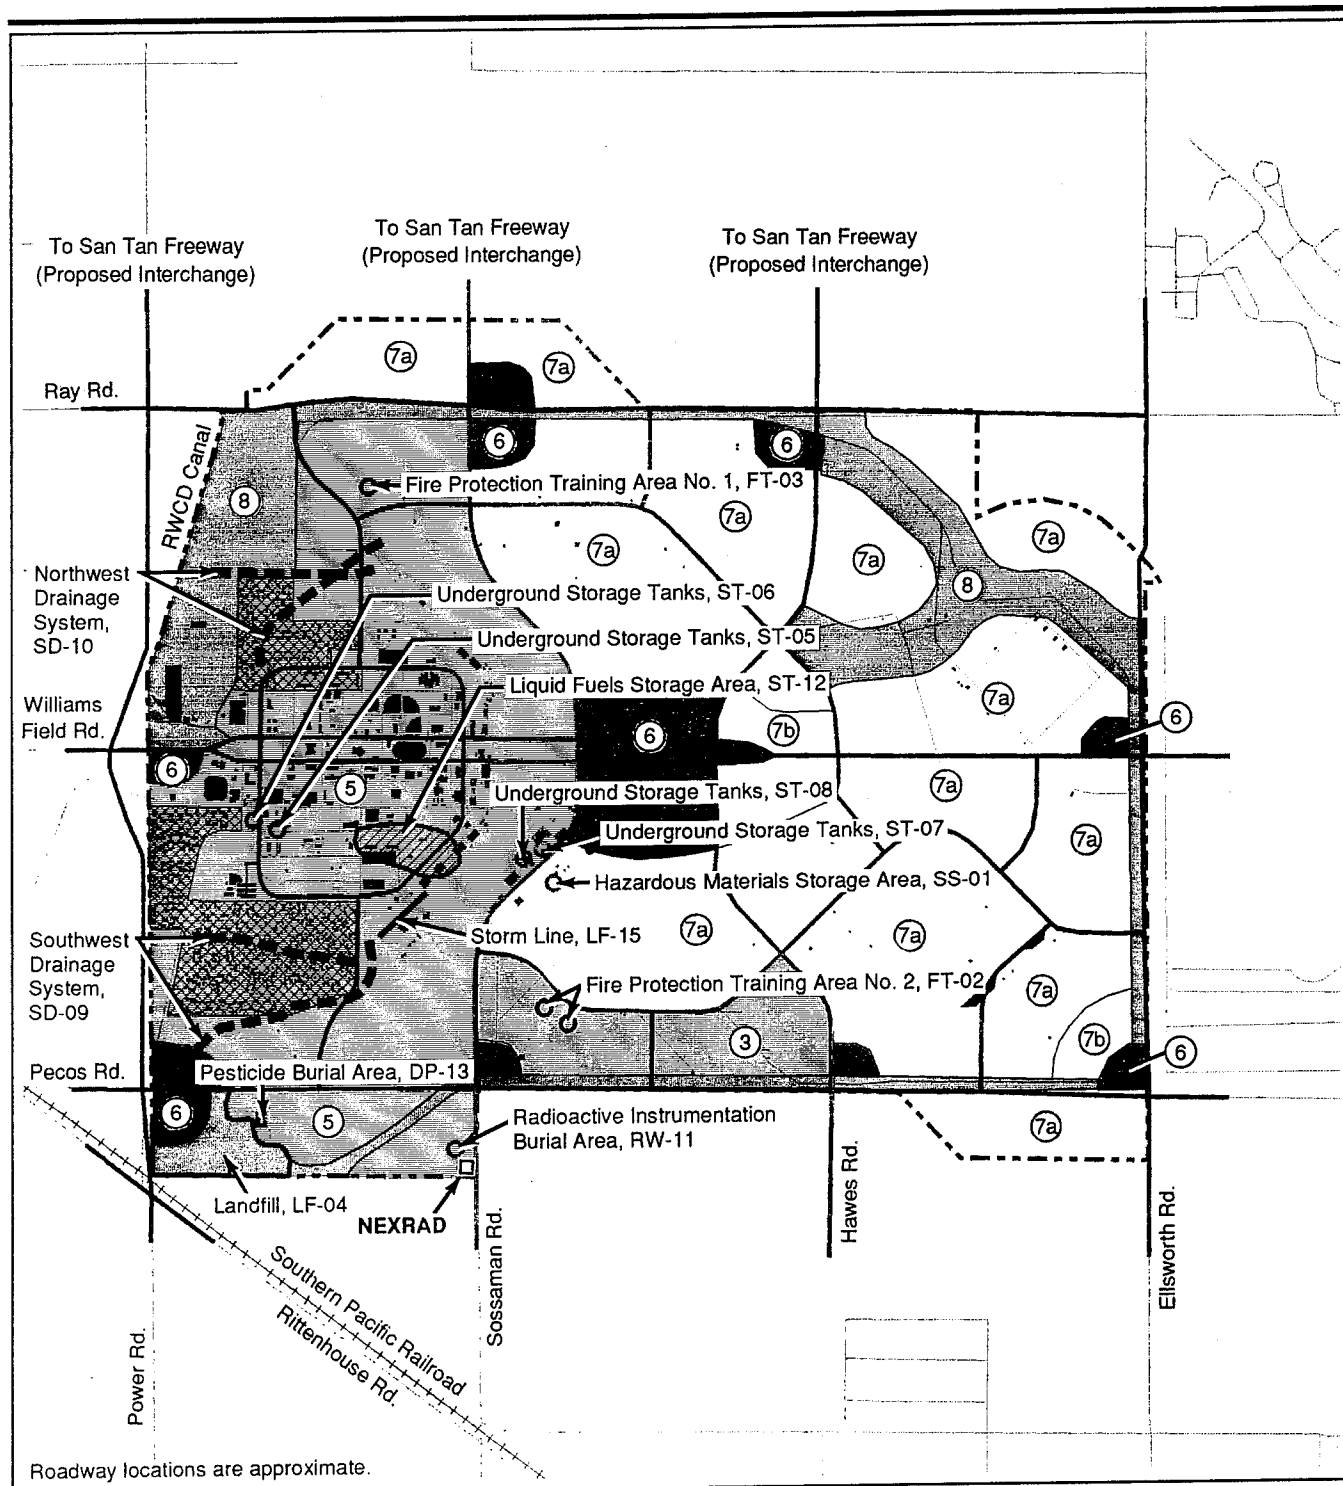 To San Tan Freeway
(Proposed Interchange)
To San Tan Freeway
(Proposed Interchange)
To San Tan Freeway
(Proposed Interchange)
7a
7a
Ray Rd.
RWCD Canal
6
6
8
Fire Protection Training Area No. 1, FT-03
7a
7a
7a
7a
8
Northwest
Drainage
System,
SD-10
Underground Storage Tanks, ST-06
Underground Storage Tanks, ST-05
Liquid Fuels Storage Area, ST-12
7a
Williams
Field Rd.
6
7b
6
6
5
Underground Storage Tanks, ST-08
7a
Underground Storage Tanks, ST-07
7a
Hazardous Materials Storage Area, SS-01
Southwest
Drainage
System,
SD-09
Storm Line, LF-15
7a
7a
Fire Protection Training Area No. 2, FT-02
7a
3
7b
6
Pecos Rd.
Pesticide Burial Area, DP-13
6
5
Radioactive Instrumentation
Burial Area, RW-11
7a
Landfill, LF-04
NEXRAD
Sossaman Rd.
Hawes Rd.
Ellsworth Rd.
Southern Pacific Railroad
Rittenhouse Rd.
Power Rd.
Roadway locations are approximate.